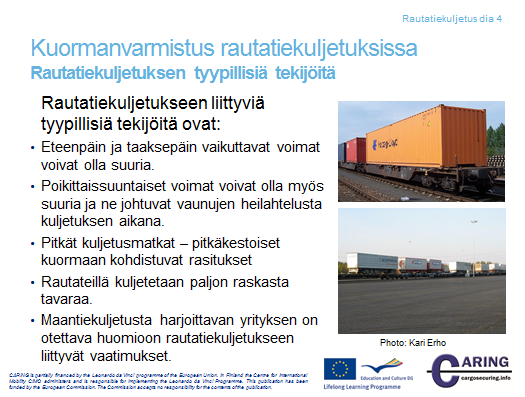 Rautatiekuljetus dia 4
Kuormanvarmistus rautatiekuljetuksissa
Rautatiekuljetuksen tyypillisiä tekijöitä
Rautatiekuljetukseen liittyviä
tyypillisiä tekijöitä ovat:
• Eteenpäin ja taaksepäin vaikuttavat voimat
voivat olla suuria.
• Poikittaissuuntaiset voimat voivat olla myös
suuria ja ne johtuvat vaunujen heilahtelusta
kuljetuksen aikana.
• Pitkät kuljetusmatkat – pitkäkestoiset
kuormaan kohdistuvat rasitukset
• Rautateillä kuljetetaan paljon raskasta
tavaraa.
• Maantiekuljetusta harjoittavan yrityksen on
otettava huomioon rautatiekuljetukseen
liittyvät vaatimukset.
Photo: Kari Erho
CARING is partially financed by the Leonardo da Vinci programme of the European Union. In Finland the Centre for International
Mobility CIMO administers and is responsible for implementing the Leonardo da Vinci Programme. This publication has been
funded by the European Commission. The Commission accepts no responsibility for the contents of the publication.
Education and Culture DG
Lifelong Learning Programme
CARING
cargosecuring.info